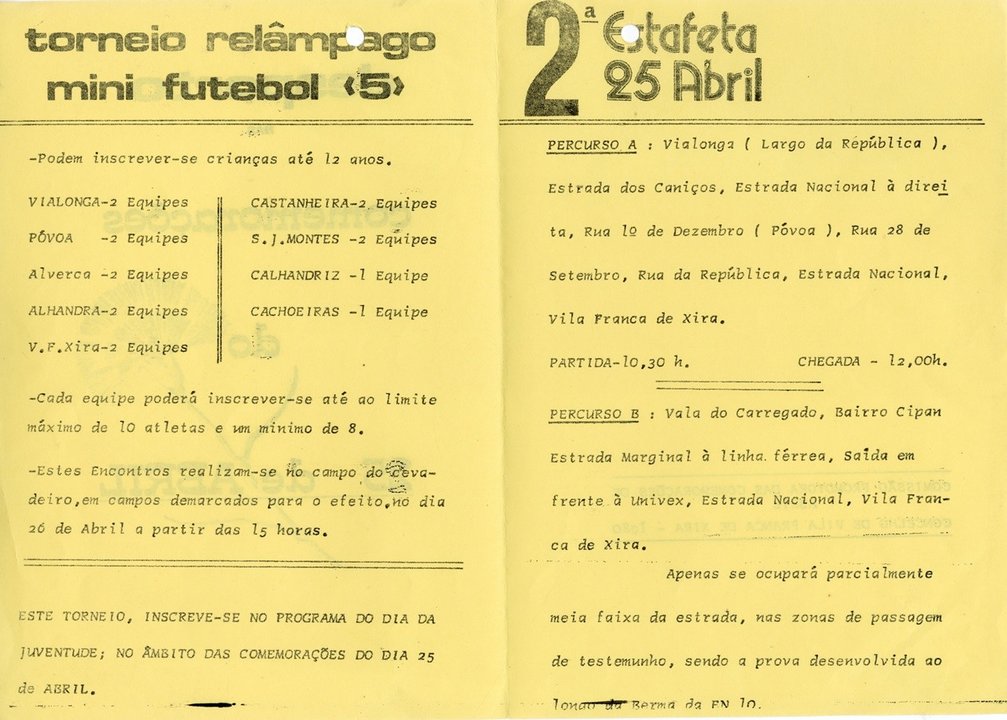 torneio relâmpago
mini futebol ‹5›
-Podem inscrever-se crianças até 12 anos.
VIALONGA-2 Equipes
PÓVOA -2 Equipes
Alverca -2 Equipes
ALHANDRA-2 Equipes
V.F.Xira-2 Equipes
CASTANHEIRA-2 Equipes
S.J.MONTES -2 Equipes
CALHANDRIZ -1 Equipe
CACHOEIRAS -1 Equipe
-Cada equipe poderá inscrever-se até ao limite
máximo de 10 atletas e um mínimo de 8.
-Estes Encontros realizam-se no campo do Ceva-
deiro,em campos demarcados para o efeito,no dia
26 de Abril a partir das 15 horas.
ESTE TORNEIO, INSCREVE-SE NO PROGRAMA DO DIA DA
JUVENTUDE; NO ÂMBITO DAS COMEMORAÇÕES DO DIA 25
de ABRIL.
2ª Estafeta
25 Abril
PERCURSO A : Vialonga ( Largo da República ),
Estrada dos Caniços, Estrada Nacional à direi
ta, Rua 1º de Dezembro ( Póvoa ), Rua 28 de
Setembro, Rua da República, Estrada Nacional,
Vila Franca de Xira.
PARTIDA-10,30 h. CHEGADA - 12,00h.
PERCURSO B : Vala do Carregado, Bairro Cipan
Estrada Marginal à linha férrea, Saída em
frente à Univex, Estrada Nacional, Vila Fran-
ca de Xira.
Apenas se ocupará parcialmente
meia faixa da estrada, nas zonas de passagem
de testemunho, sendo a prova desenvolvida ao
longo da Berma da EN 10.